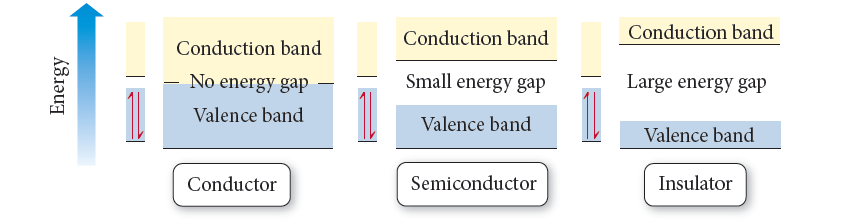 Energy
Conduction band
No energy gap
Valence band
Conductor
Conduction band
Small energy gap
Valence band
Semiconductor
Conduction band
Large energy gap
Valence band
Insulator